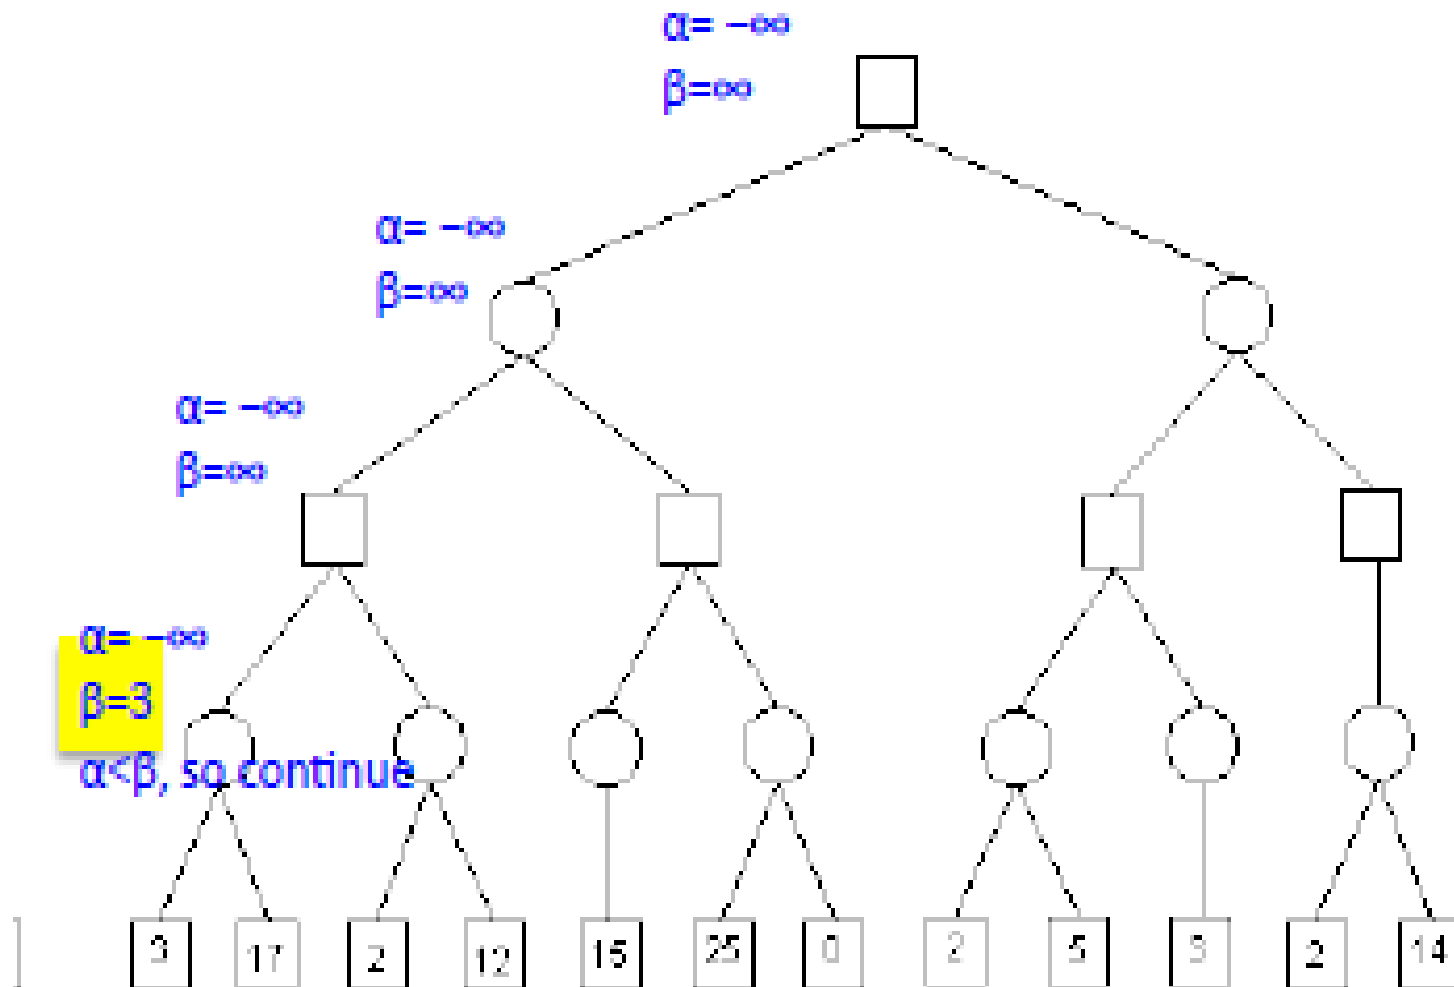 α= −∞
β=∞
α= −∞
β=∞
α= −∞
β=∞
α= −∞
β=3
α<β, so continue
3 17 2 12 15 25 0 2 5 3 2 14